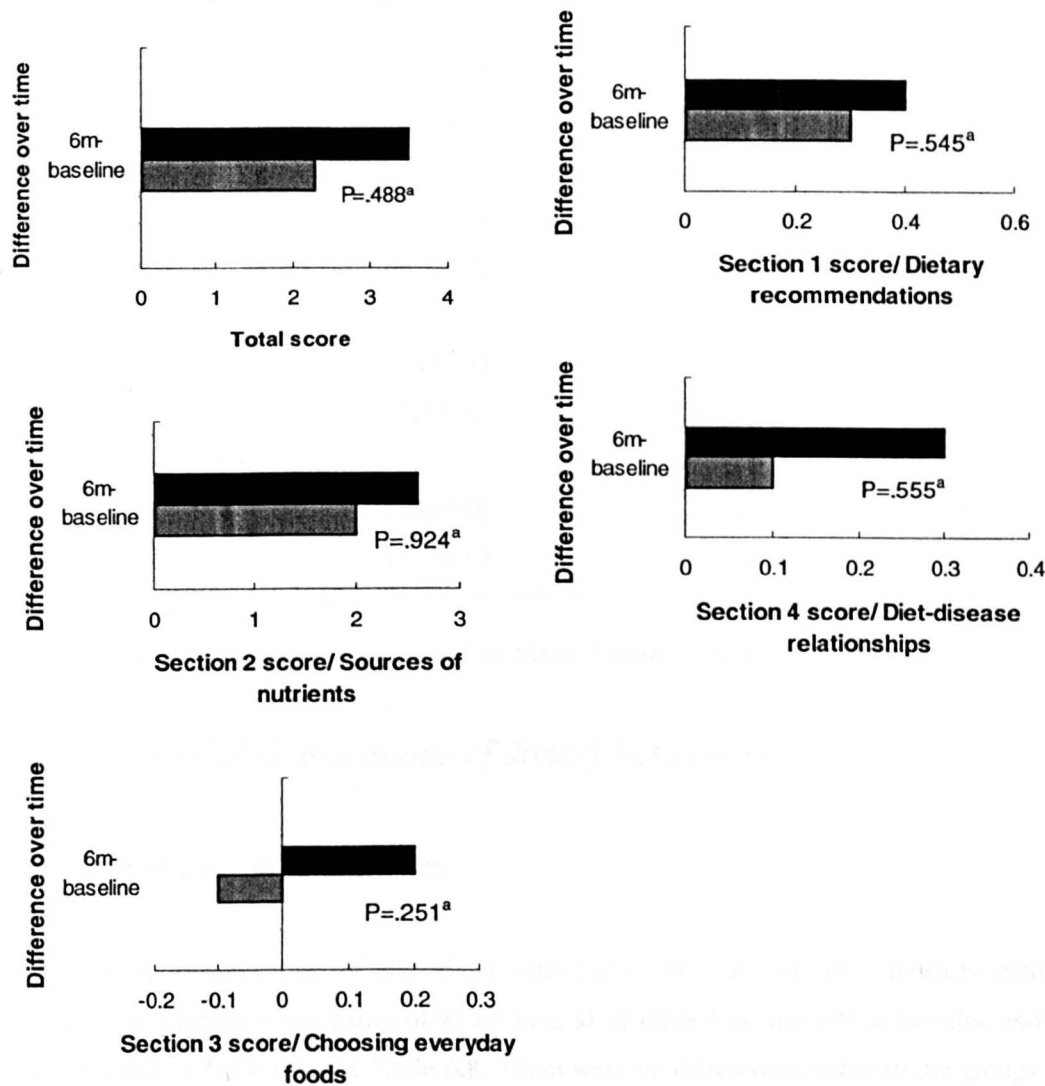 Difference over time
6m-
baseline
P=.488ª
0 1 2 3 4
Total score
Difference over time
6m-
baseline
P=.545ª
0 0.2 0.4 0.6
Section 1 score/ Dietary
recommendations
Difference over time
6m-
baseline
P=.924ª
0 1 2 3
Section 2 score/ Sources of
nutrients
Difference over time
6m-
baseline
P=.555ª
0 0.1 0.2 0.3 0.4
Section 4 score/ Diet-disease
relationships
Difference over time
6m-
baseline
P=.251ª
-0.2 -0.1 0 0.1 0.2 0.3
Section 3 score/ Choosing everyday
foods